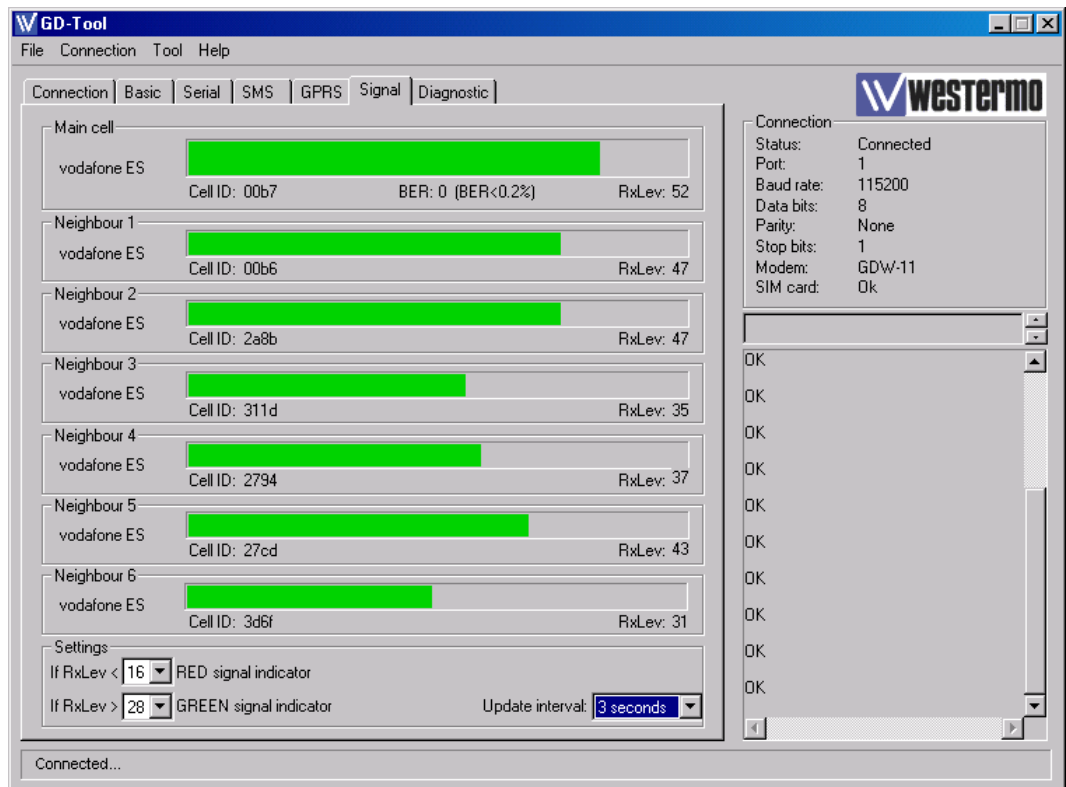 GD-Tool
File Connection Tool Help
Connection Basic Serial SMS GPRS Signal Diagnostic
Westermo
Main cell
vodafone ES
Cell ID: 00b7 BER: 0 (BER<0.2%) RxLev: 52
Neighbour 1
vodafone ES
Cell ID: 00b6 RxLev: 47
Neighbour 2
vodafone ES
Cell ID: 2a8b RxLev: 47
Neighbour 3
vodafone ES
Cell ID: 311d RxLev: 35
Neighbour 4
vodafone ES
Cell ID: 2794 RxLev: 37
Neighbour 5
vodafone ES
Cell ID: 27cd RxLev: 43
Neighbour 6
vodafone ES
Cell ID: 3d6f RxLev: 31
Settings
If RxLev < 16 RED signal indicator
If RxLev > 28 GREEN signal indicator Update interval: 3 seconds
Connection
Status: Connected
Port: 1
Baud rate: 115200
Data bits: 8
Parity: None
Stop bits: 1
Modem: GDW-11
SIM card: Ok
OK
OK
OK
OK
OK
OK
OK
OK
OK
OK
Connected...